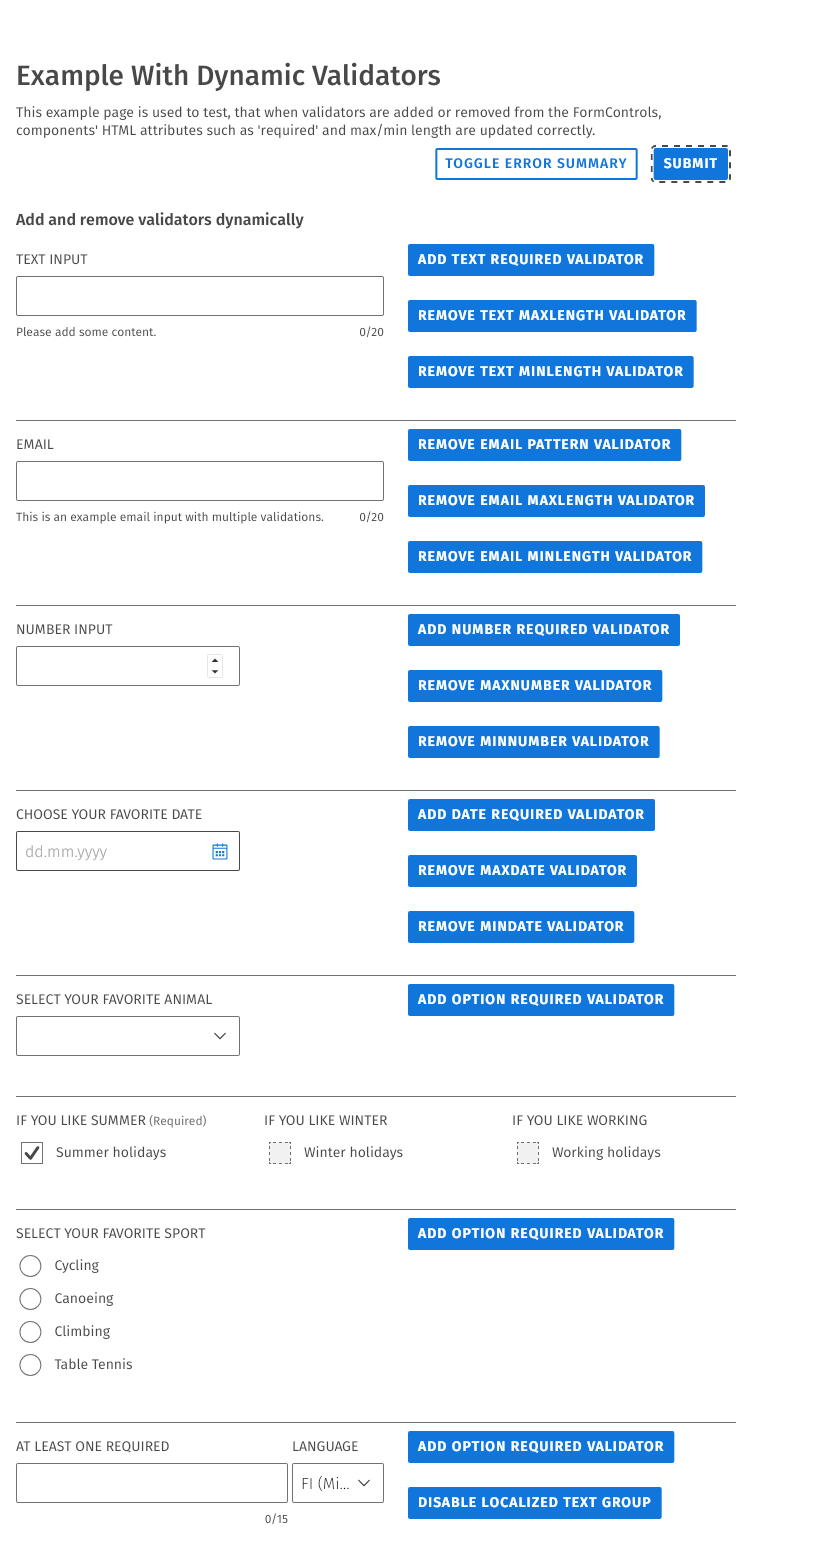 Example With Dynamic Validators
This example page is used to test, that when validators are added or removed from the FormControls,
components' HTML attributes such as 'required' and max/min length are updated correctly.
TOGGLE ERROR SUMMARY
SUBMIT
Add and remove validators dynamically
TEXT INPUT
Please add some content.
0/20
ADD TEXT REQUIRED VALIDATOR
REMOVE TEXT MAXLENGTH VALIDATOR
REMOVE TEXT MINLENGTH VALIDATOR
EMAIL
This is an example email input with multiple validations.
0/20
REMOVE EMAIL PATTERN VALIDATOR
REMOVE EMAIL MAXLENGTH VALIDATOR
REMOVE EMAIL MINLENGTH VALIDATOR
NUMBER INPUT
ADD NUMBER REQUIRED VALIDATOR
REMOVE MAXNUMBER VALIDATOR
REMOVE MINNUMBER VALIDATOR
CHOOSE YOUR FAVORITE DATE
dd.mm.yyyy
ADD DATE REQUIRED VALIDATOR
REMOVE MAXDATE VALIDATOR
REMOVE MINDATE VALIDATOR
SELECT YOUR FAVORITE ANIMAL
ADD OPTION REQUIRED VALIDATOR
IF YOU LIKE SUMMER (Required)
Summer holidays
IF YOU LIKE WINTER
Winter holidays
IF YOU LIKE WORKING
Working holidays
SELECT YOUR FAVORITE SPORT
Cycling
Canoeing
Climbing
Table Tennis
ADD OPTION REQUIRED VALIDATOR
AT LEAST ONE REQUIRED
0/15
LANGUAGE
FI (Mi...
ADD OPTION REQUIRED VALIDATOR
DISABLE LOCALIZED TEXT GROUP